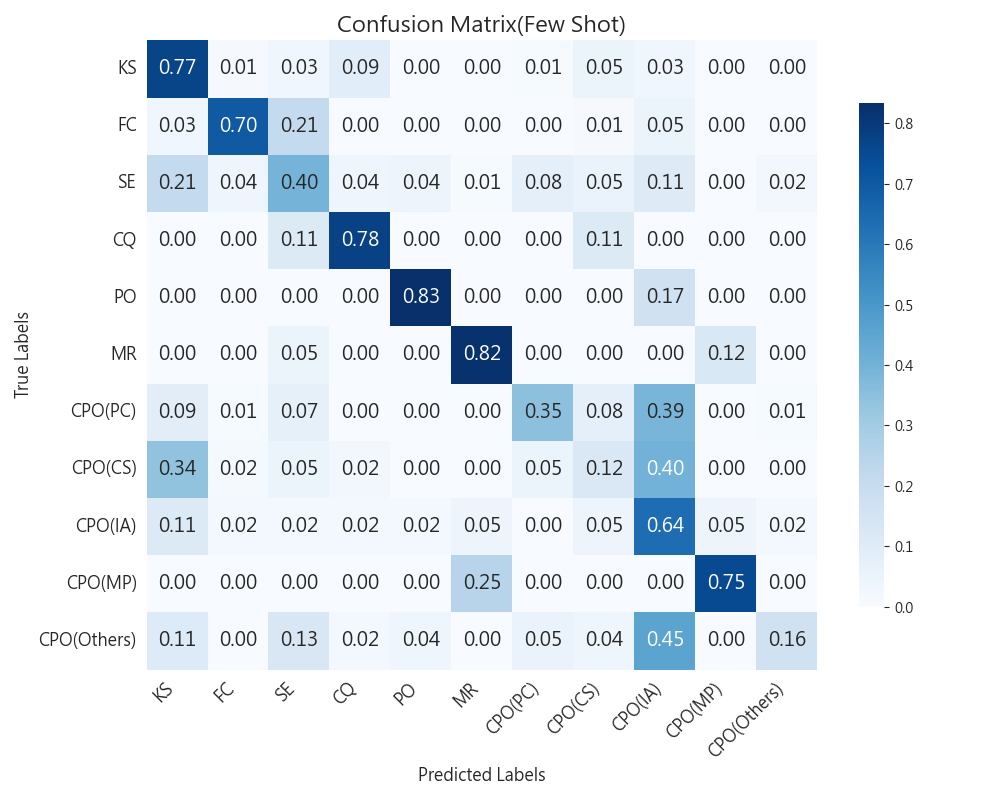 Confusion Matrix(Few Shot)
True Labels
KS 0.77 0.01 0.03 0.09 0.00 0.00 0.01 0.05 0.03 0.00 0.00
FC 0.03 0.70 0.21 0.00 0.00 0.00 0.00 0.01 0.05 0.00 0.00
SE 0.21 0.04 0.40 0.04 0.04 0.01 0.08 0.05 0.11 0.00 0.02
CQ 0.00 0.00 0.11 0.78 0.00 0.00 0.00 0.11 0.00 0.00 0.00
PO 0.00 0.00 0.00 0.00 0.83 0.00 0.00 0.00 0.17 0.00 0.00
MR 0.00 0.00 0.05 0.00 0.00 0.82 0.00 0.00 0.00 0.12 0.00
CPO(PC) 0.09 0.01 0.07 0.00 0.00 0.00 0.35 0.08 0.39 0.00 0.01
CPO(CS) 0.34 0.02 0.05 0.02 0.00 0.00 0.05 0.12 0.40 0.00 0.00
CPO(IA) 0.11 0.02 0.02 0.02 0.02 0.05 0.00 0.05 0.64 0.05 0.02
CPO(MP) 0.00 0.00 0.00 0.00 0.00 0.25 0.00 0.00 0.00 0.75 0.00
CPO(Others) 0.11 0.00 0.13 0.02 0.04 0.00 0.05 0.04 0.45 0.00 0.16
KS FC SE CQ PO MR CPO(PC) CPO(CS) CPO(IA) CPO(MP) CPO(Others)
Predicted Labels
0.8
0.7
0.6
0.5
0.4
0.3
0.2
0.1
0.0